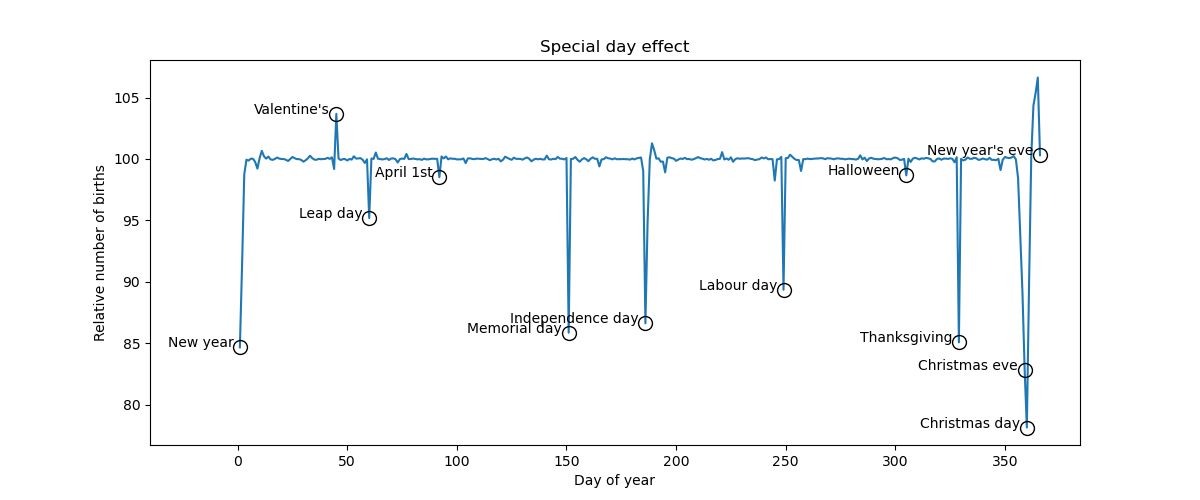 Special day effect
Relative number of births
105
100
95
90
85
80
Valentine's
New year's eve
April 1st
Halloween
Leap day
Labour day
Independence day
Memorial day
Thanksgiving
New year
Christmas eve
Christmas day
0 50 100 150 200 250 300 350
Day of year